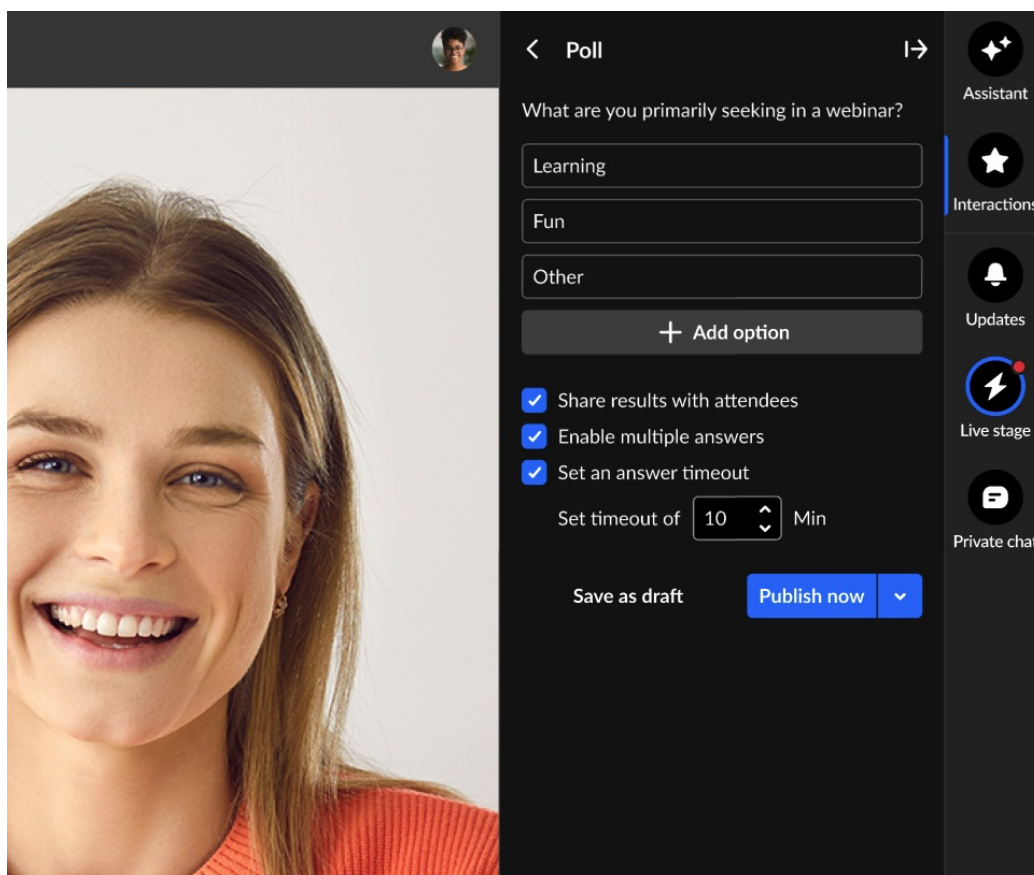 Poll
What are you primarily seeking in a webinar?
Learning
Fun
Other
Add option
Share results with attendees
Enable multiple answers
Set an answer timeout
Set timeout of 10 Min
Save as draft
Publish now
Assistant
Interactions
Updates
Live stage
Private chat